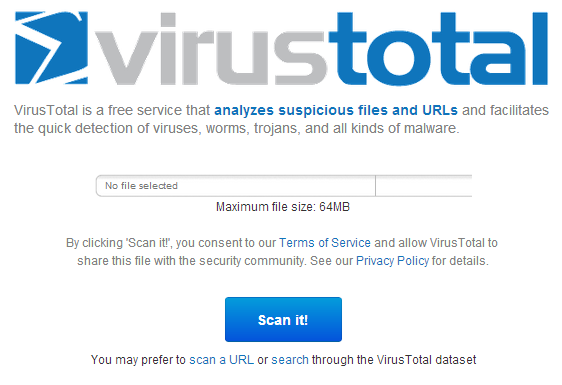 virustotal
VirusTotal is a free service that analyzes suspicious files and URLs and facilitates
the quick detection of viruses, worms, trojans, and all kinds of malware.
No file selected
Maximum file size: 64MB
By clicking 'Scan it!', you consent to our Terms of Service and allow VirusTotal to
share this file with the security community. See our Privacy Policy for details.
Scan it!
You may prefer to scan a URL or search through the VirusTotal dataset